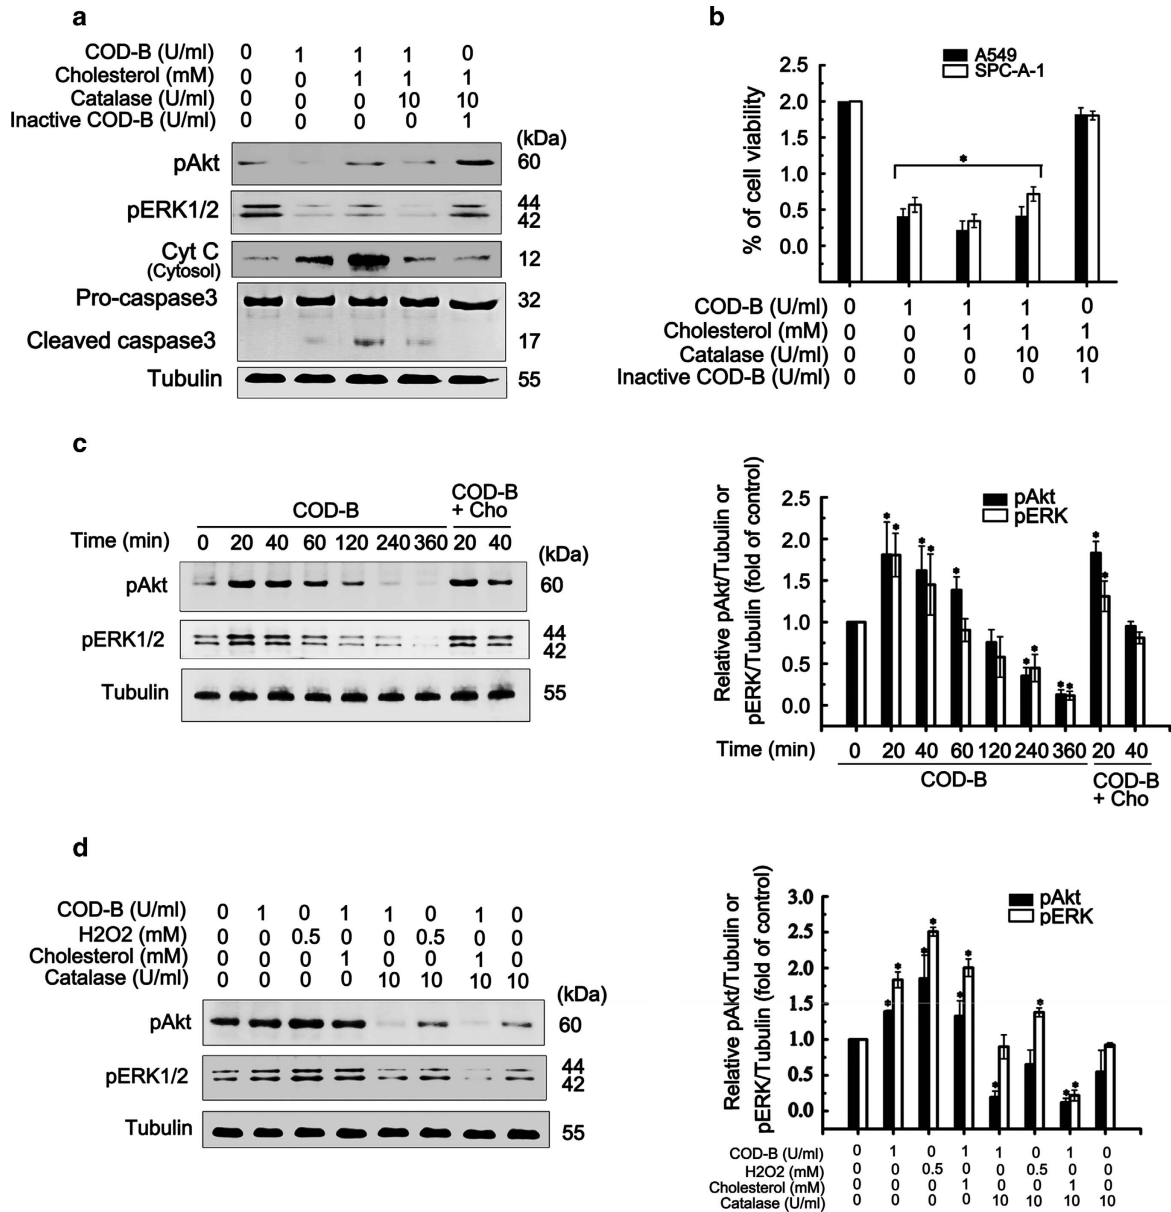 a
COD-B (U/ml) 0 1 1 1 0
Cholesterol (mM) 0 0 1 1 1
Catalase (U/ml) 0 0 0 10 10
Inactive COD-B (U/ml) 0 0 0 0 1
(kDa)
pAkt 60
pERK1/2 44
42
Cyt C 12
(Cytosol)
Pro-caspase3 32
Cleaved caspase3 17
Tubulin 55
b
A549
SPC-A-1
% of cell viability
2.5
2.0
1.5
1.0
0.5
0.0
*
COD-B (U/ml) 0 1 1 1 0
Cholesterol (mM) 0 0 1 1 1
Catalase (U/ml) 0 0 0 10 10
Inactive COD-B (U/ml) 0 0 0 0 1
c
COD-B
COD-B
+ Cho
Time (min) 0 20 40 60 120 240 360 20 40
(kDa)
pAkt 60
pERK1/2 44
42
Tubulin 55
pAkt
pERK
Relative pAkt/Tubulin or
pERK/Tubulin (fold of control)
2.5
2.0
1.5
1.0
0.5
0.0
* * * * * * * * * * *
Time (min) 0 20 40 60 120 240 360 20 40
COD-B
COD-B
+ Cho
d
COD-B (U/ml) 0 1 0 1 1 0 1 0
H2O2 (mM) 0 0 0.5 0 0 0.5 0 0
Cholesterol (mM) 0 0 0 1 0 0 1 0
Catalase (U/ml) 0 0 0 0 10 10 10 10
(kDa)
pAkt 60
pERK1/2 44
42
Tubulin 55
pAkt
pERK
Relative pAkt/Tubulin or
pERK/Tubulin (fold of control)
3.0
2.5
2.0
1.5
1.0
0.5
0.0
* * * * * * * * * *
COD-B (U/ml) 0 1 0 1 1 0 1 0
H2O2 (mM) 0 0 0.5 0 0 0.5 0 0
Cholesterol (mM) 0 0 0 1 0 0 1 0
Catalase (U/ml) 0 0 0 0 10 10 10 10